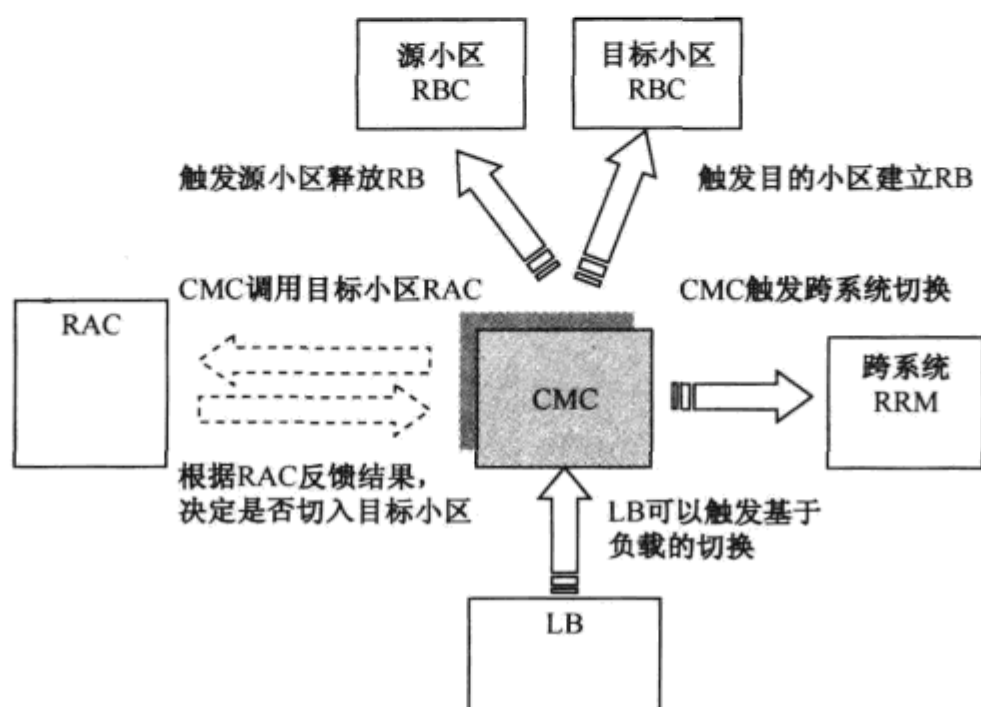 源小区
RBC
目标小区
RBC
触发源小区释放RB
触发目的小区建立RB
CMC调用目标小区RAC
CMC触发跨系统切换
RAC
CMC
跨系统
RRM
根据RAC反馈结果，
决定是否切入目标小区
LB可以触发基于
负载的切换
LB